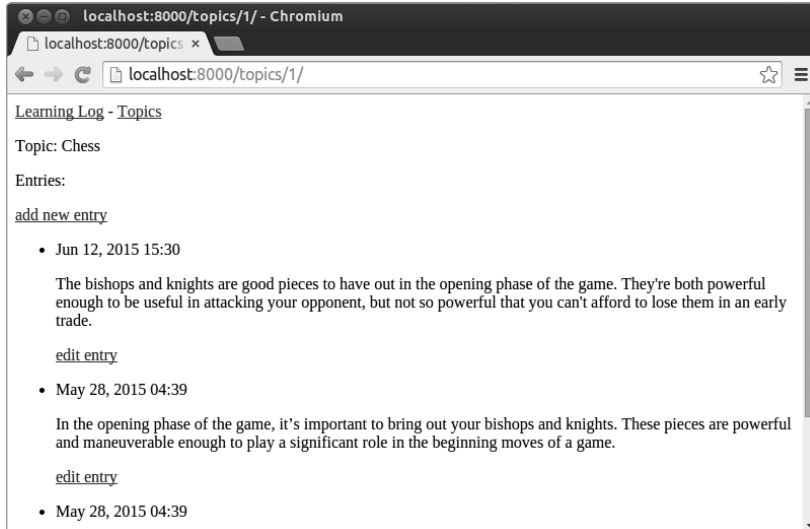 localhost:8000/topics/1/ - Chromium
localhost:8000/topics
localhost:8000/topics/1/
Learning Log - Topics
Topic: Chess
Entries:
add new entry
• Jun 12, 2015 15:30
The bishops and knights are good pieces to have out in the opening phase of the game. They're both powerful
enough to be useful in attacking your opponent, but not so powerful that you can't afford to lose them in an early
trade.
edit entry
• May 28, 2015 04:39
In the opening phase of the game, it’s important to bring out your bishops and knights. These pieces are powerful
and maneuverable enough to play a significant role in the beginning moves of a game.
edit entry
• May 28, 2015 04:39